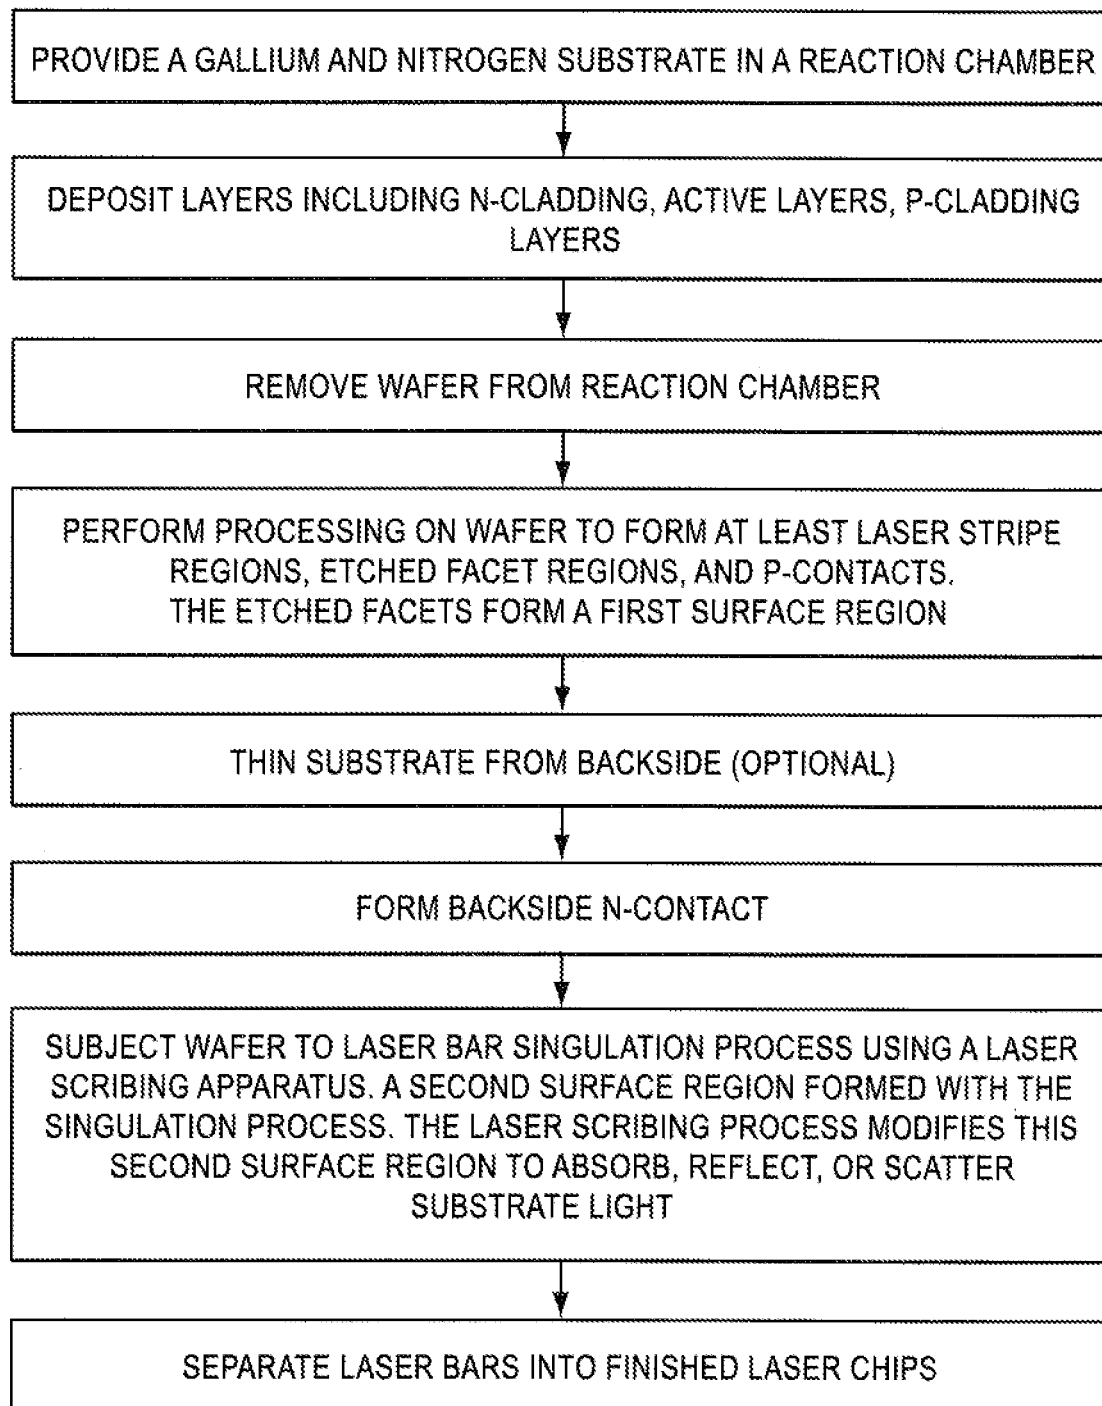 PROVIDE A GALLIUM AND NITROGEN SUBSTRATE IN A REACTION CHAMBER
DEPOSIT LAYERS INCLUDING N-CLADDING, ACTIVE LAYERS, P-CLADDING
LAYERS
REMOVE WAFER FROM REACTION CHAMBER
PERFORM PROCESSING ON WAFER TO FORM AT LEAST LASER STRIPE
REGIONS, ETCHED FACET REGIONS, AND P-CONTACTS.
THE ETCHED FACETS FORM A FIRST SURFACE REGION
THIN SUBSTRATE FROM BACKSIDE (OPTIONAL)
FORM BACKSIDE N-CONTACT
SUBJECT WAFER TO LASER BAR SINGULATION PROCESS USING A LASER
SCRIBING APPARATUS. A SECOND SURFACE REGION FORMED WITH THE
SINGULATION PROCESS. THE LASER SCRIBING PROCESS MODIFIES THIS
SECOND SURFACE REGION TO ABSORB, REFLECT, OR SCATTER
SUBSTRATE LIGHT
SEPARATE LASER BARS INTO FINISHED LASER CHIPS